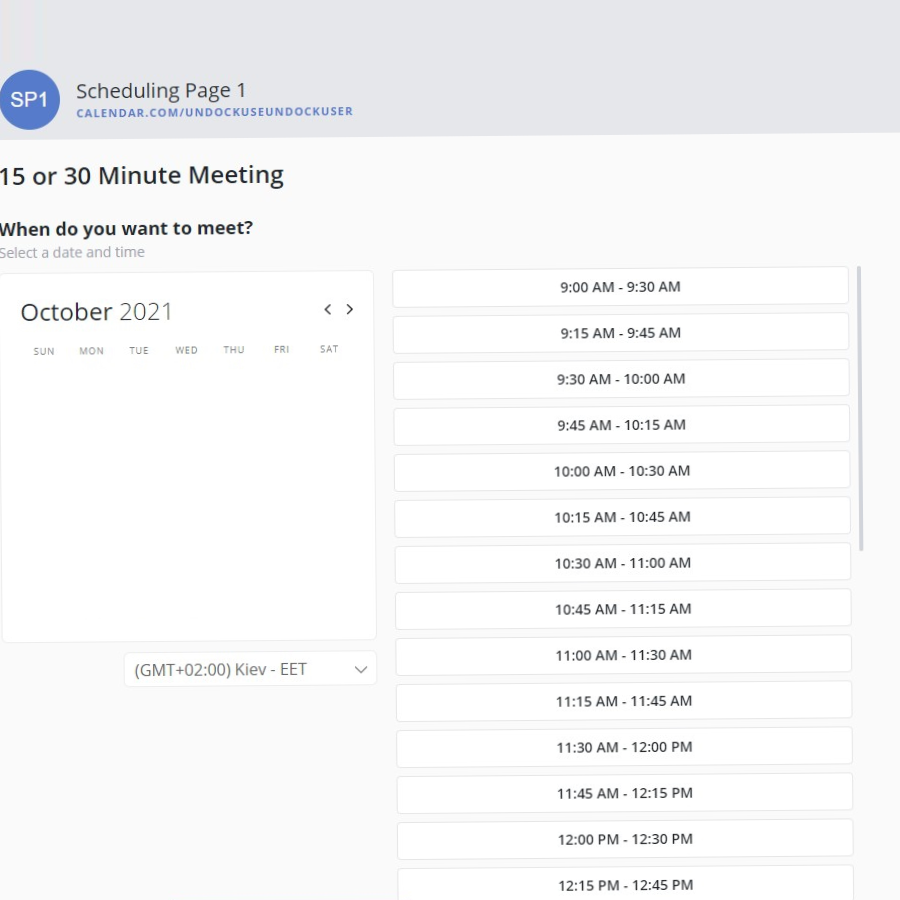 SP1
Scheduling Page 1
CALENDAR.COM/UNDOCKUSEUNDOCKUSER
15 or 30 Minute Meeting
When do you want to meet?
Select a date and time
October 2021
SUN MON TUE WED THU FRI SAT
(GMT+02:00) Kiev - EET
9:00 AM - 9:30 AM
9:15 AM - 9:45 AM
9:30 AM - 10:00 AM
9:45 AM - 10:15 AM
10:00 AM - 10:30 AM
10:15 AM - 10:45 AM
10:30 AM - 11:00 AM
10:45 AM - 11:15 AM
11:00 AM - 11:30 AM
11:15 AM - 11:45 AM
11:30 AM - 12:00 PM
11:45 AM - 12:15 PM
12:00 PM - 12:30 PM
12:15 PM - 12:45 PM